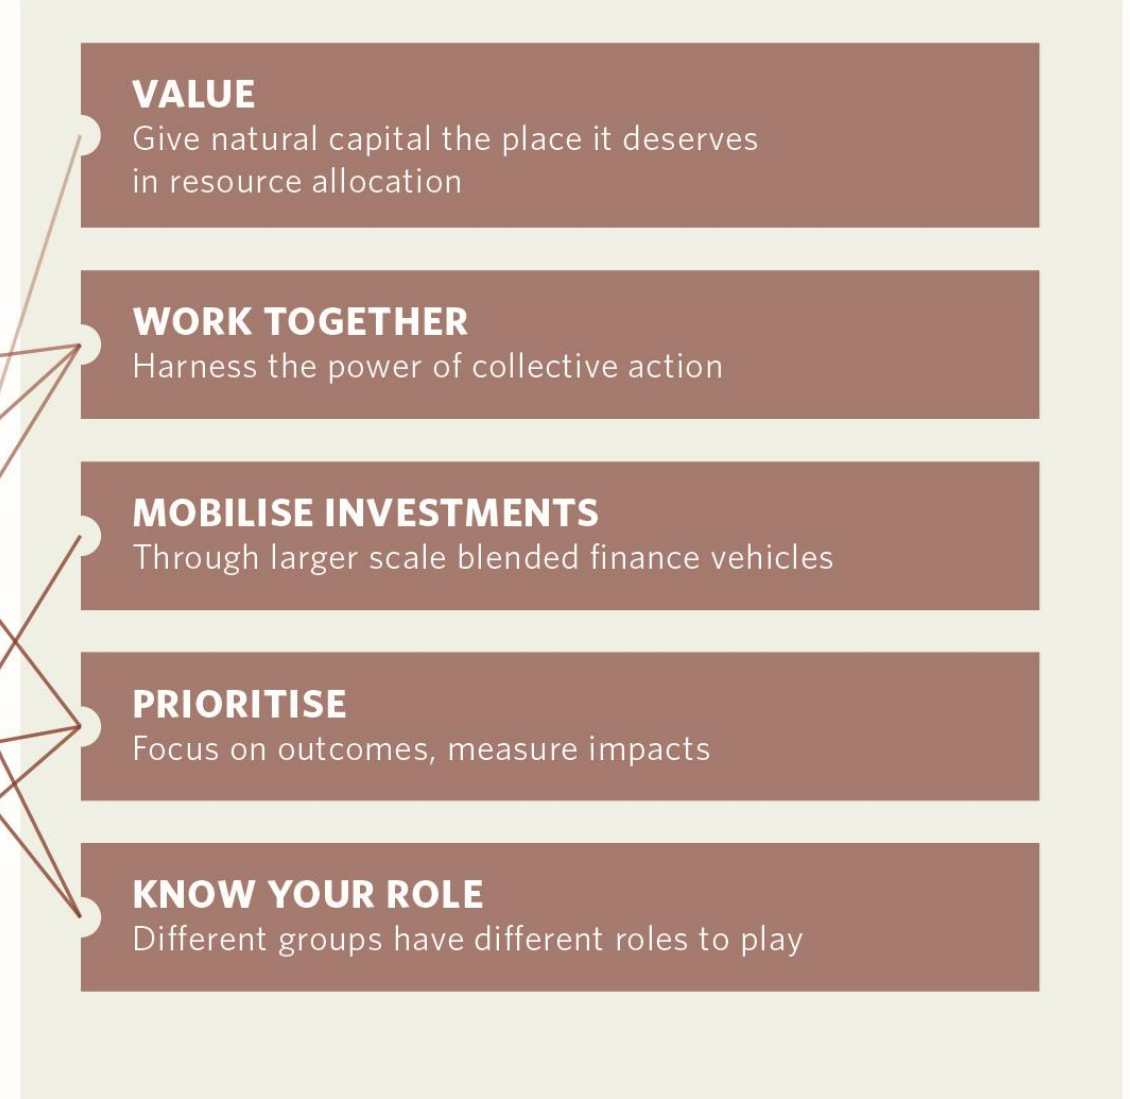 VALUE
Give natural capital the place it deserves
in resource allocation
WORK TOGETHER
Harness the power of collective action
MOBILISE INVESTMENTS
Through larger scale blended finance vehicles
PRIORITISE
Focus on outcomes, measure impacts
KNOW YOUR ROLE
Different groups have different roles to play